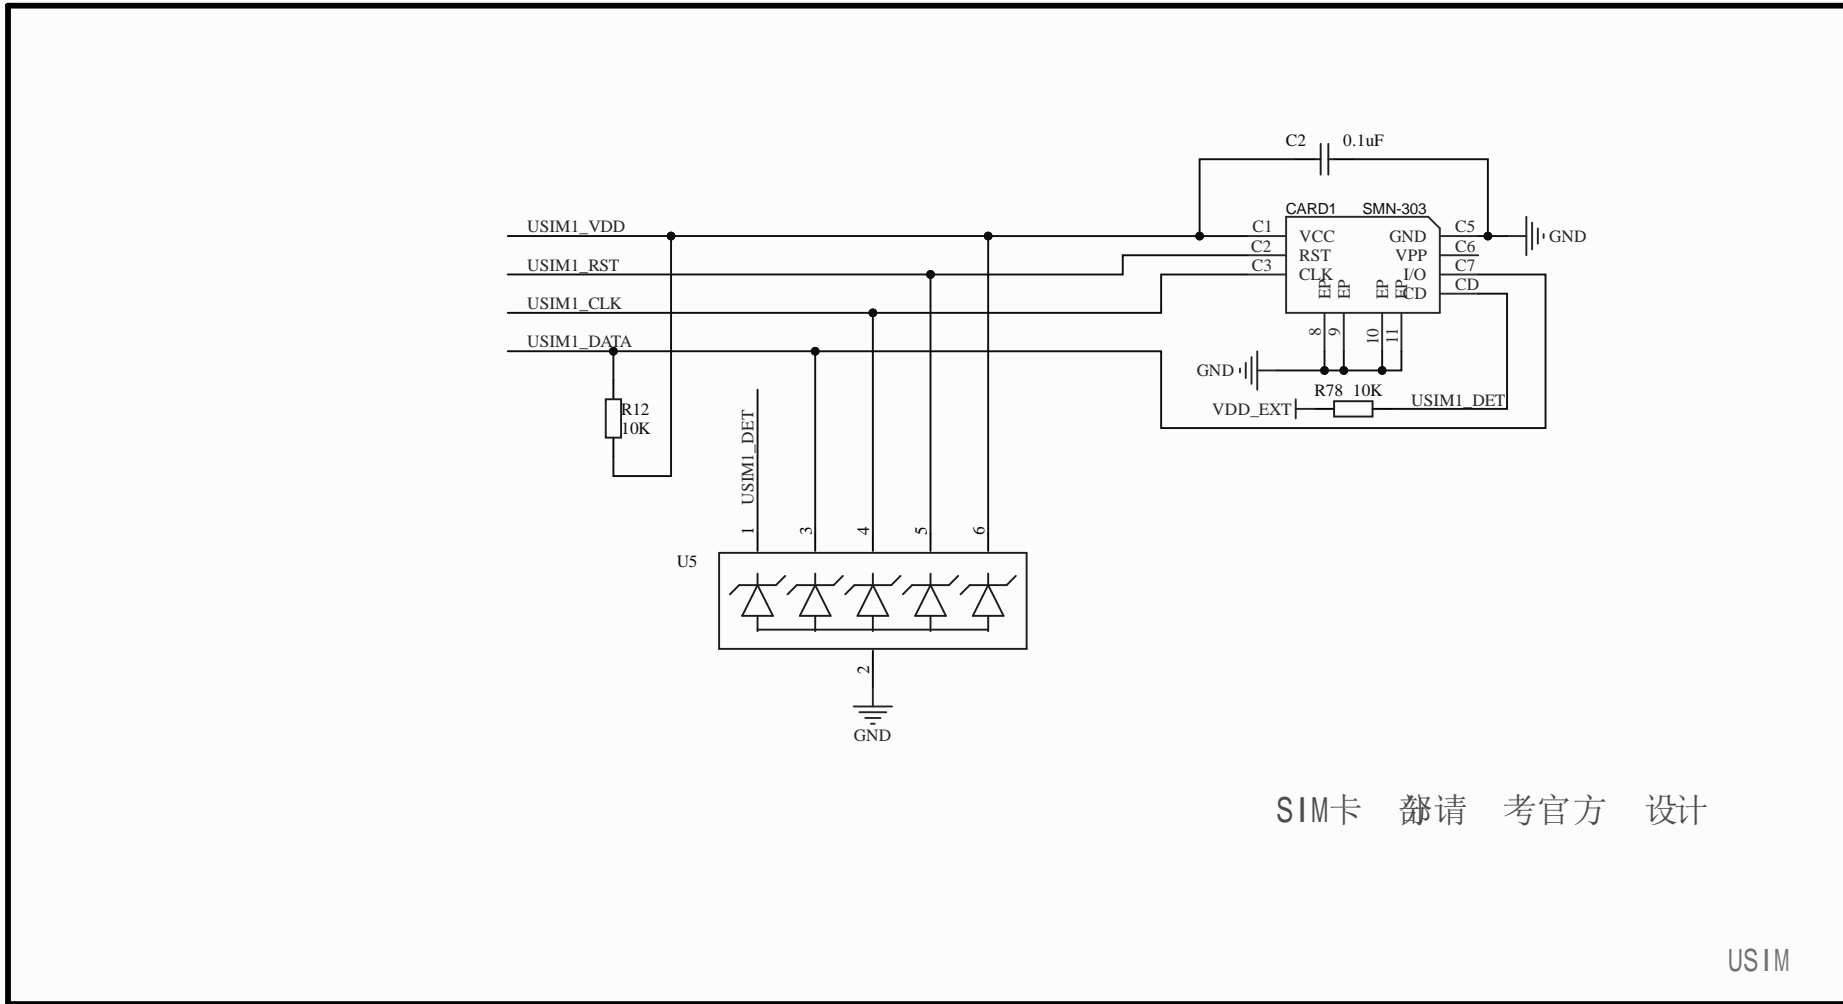 C2 0.1uF
CARD1 SMN-303
USIM1_VDD
USIM1_RST
USIM1_CLK
USIM1_DATA
C1 VCC GND C5 GND
C2 RST VPP C6
C3 CLK I/O C7
EP EP EP EP CD CD
8 9 10 11
GND
R78 10K
VDD_EXT USIM1_DET
R12
10K
USIM1_DET
1 3 4 5 6
U5
2
GND
SIM卡 部请 考官方 设计
USIM